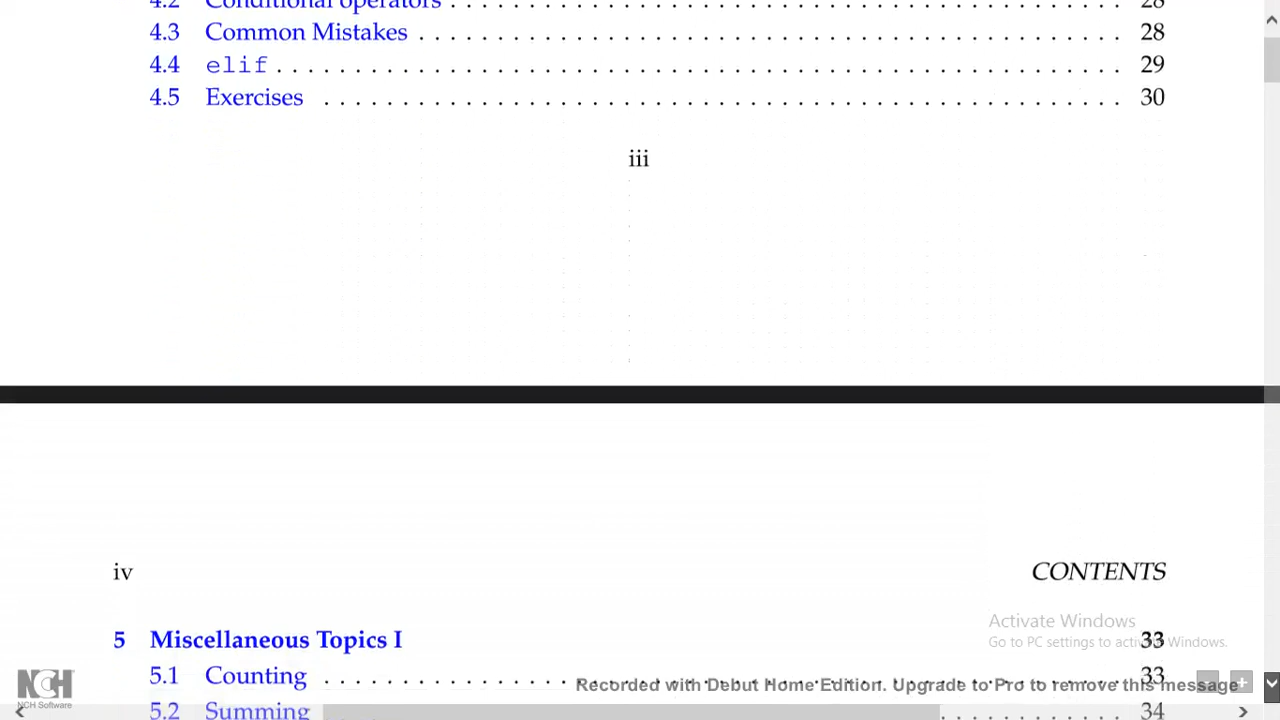 4.2 Conditional operators . . . . . . . . . . . . . . . . . . . . . . . . . . . . . . . . . . . . . . . . . . . . . . . . . . 28
4.3 Common Mistakes . . . . . . . . . . . . . . . . . . . . . . . . . . . . . . . . . . . . . . . . . . . . . . . . . . . . 28
4.4 elif . . . . . . . . . . . . . . . . . . . . . . . . . . . . . . . . . . . . . . . . . . . . . . . . . . . . . . . . . . . . 29
4.5 Exercises . . . . . . . . . . . . . . . . . . . . . . . . . . . . . . . . . . . . . . . . . . . . . . . . . . . . . . . . 30
iii
iv CONTENTS
Activate Windows
5 Miscellaneous Topics I 33
Go to PC settings to activate Windows.
5.1 Counting . . . . . . . . . . . . . . . . . . . . . . . . . . . . . . . . . . . . . . . . . . . . . . . . . . . . . . . . 33
Recorded with Debut Home Edition. Upgrade to Pro to remove this message
NCH
NCH Software
5.2 Summing . . . . . . . . . . . . 34